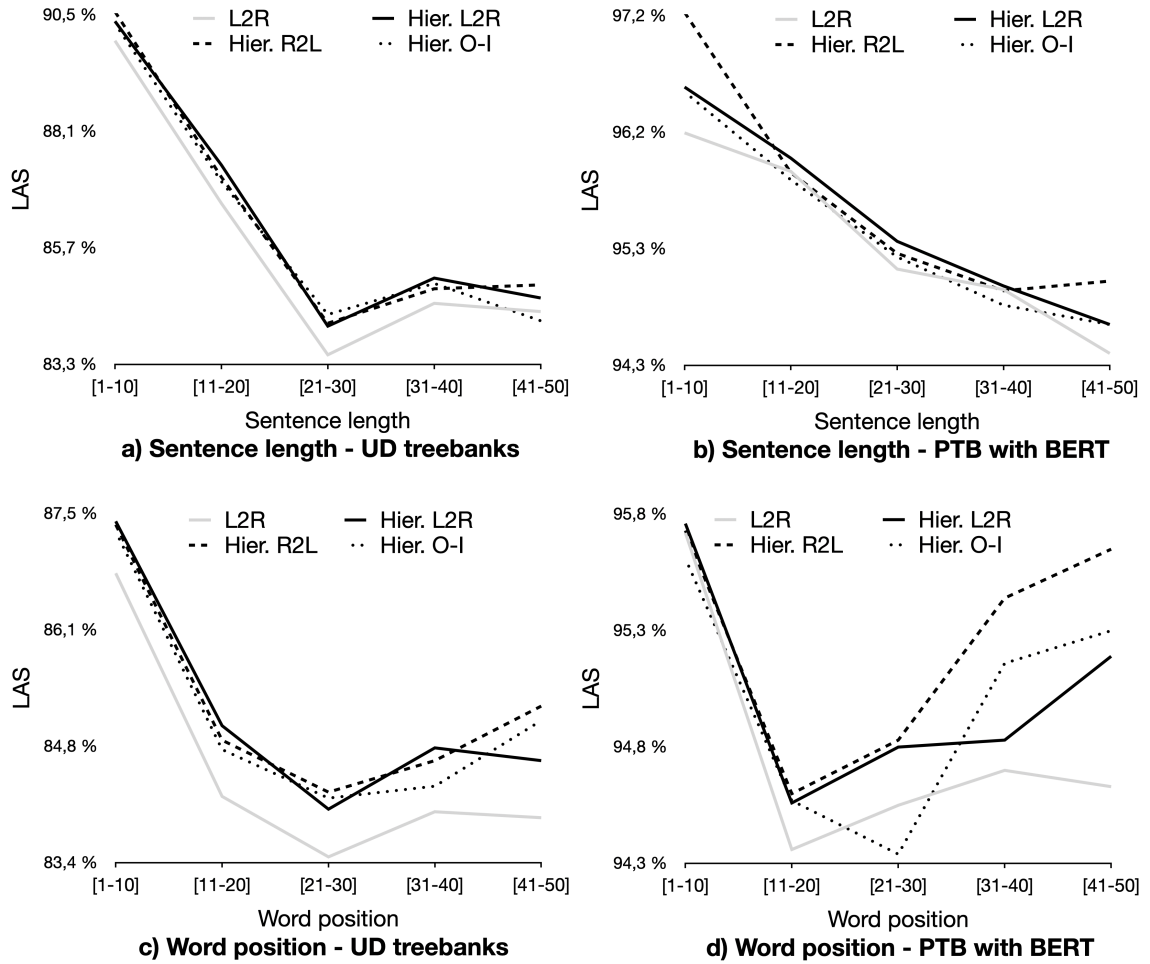 L2R Hier. L2R
Hier. R2L Hier. O-I
90,5 %
88,1 %
85,7 %
83,3 %
LAS
[1-10] [11-20] [21-30] [31-40] [41-50]
Sentence length
a) Sentence length - UD treebanks
L2R Hier. L2R
Hier. R2L Hier. O-I
97,2 %
96,2 %
95,3 %
94,3 %
LAS
[1-10] [11-20] [21-30] [31-40] [41-50]
Sentence length
b) Sentence length - PTB with BERT
L2R Hier. L2R
Hier. R2L Hier. O-I
87,5 %
86,1 %
84,8 %
83,4 %
LAS
[1-10] [11-20] [21-30] [31-40] [41-50]
Word position
c) Word position - UD treebanks
L2R Hier. L2R
Hier. R2L Hier. O-I
95,8 %
95,3 %
94,8 %
94,3 %
LAS
[1-10] [11-20] [21-30] [31-40] [41-50]
Word position
d) Word position - PTB with BERT